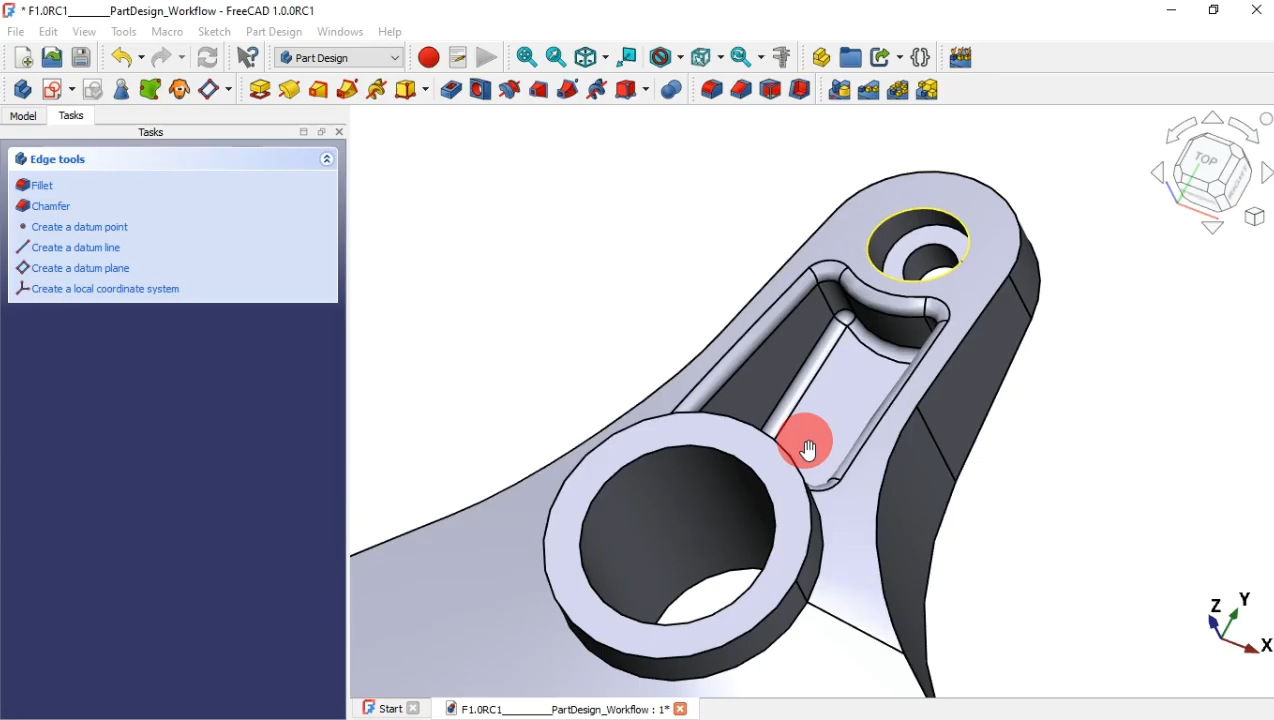 * F1.0RC1________PartDesign_Workflow - FreeCAD 1.0.0RC1
File Edit View Tools Macro Sketch Part Design Windows Help
Part Design
Model Tasks
Tasks
Edge tools
Fillet
Chamfer
Create a datum point
Create a datum line
Create a datum plane
Create a local coordinate system
TOP
Z Y
X
Start F1.0RC1________PartDesign_Workflow : 1*